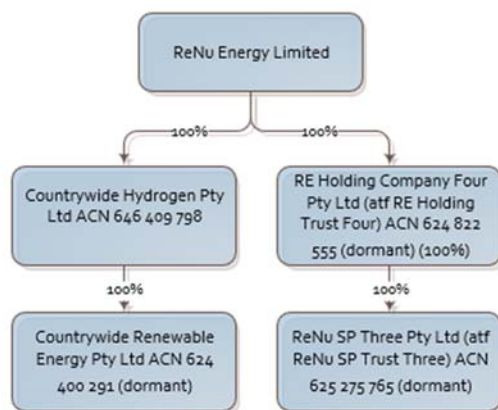 ReNu Energy Limited
100%
100%
Countrywide Hydrogen Pty
Ltd ACN 646 409 798
RE Holding Company Four
Pty Ltd (atf RE Holding
Trust Four) ACN 624 822
555 (dormant) (100%)
100%
100%
Countrywide Renewable
Energy Pty Ltd ACN 624
400 291 (dormant)
ReNu SP Three Pty Ltd (atf
ReNu SP Trust Three) ACN
625 275 765 (dormant)